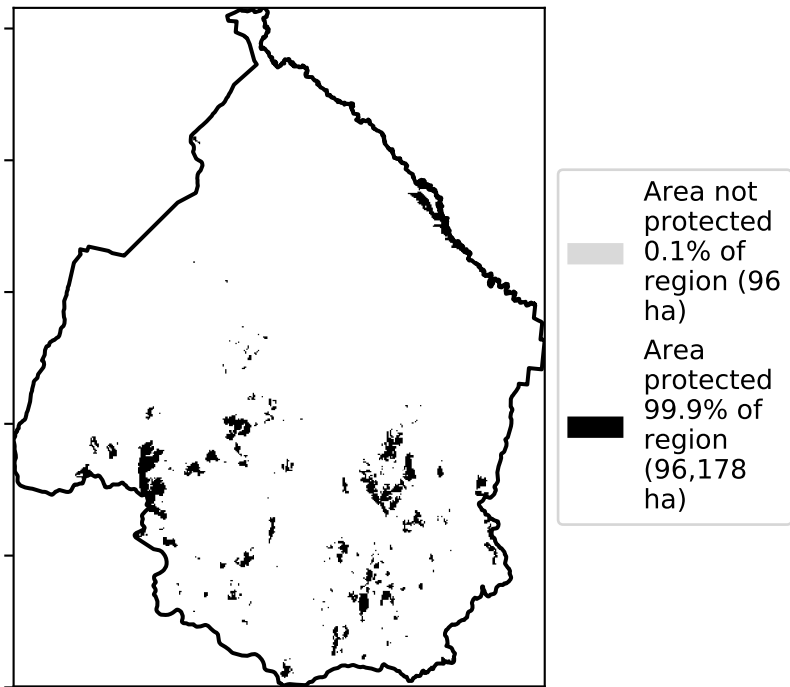 Area not
protected
0.1% of
region (96
ha)
Area
protected
99.9% of
region
(96,178
ha)